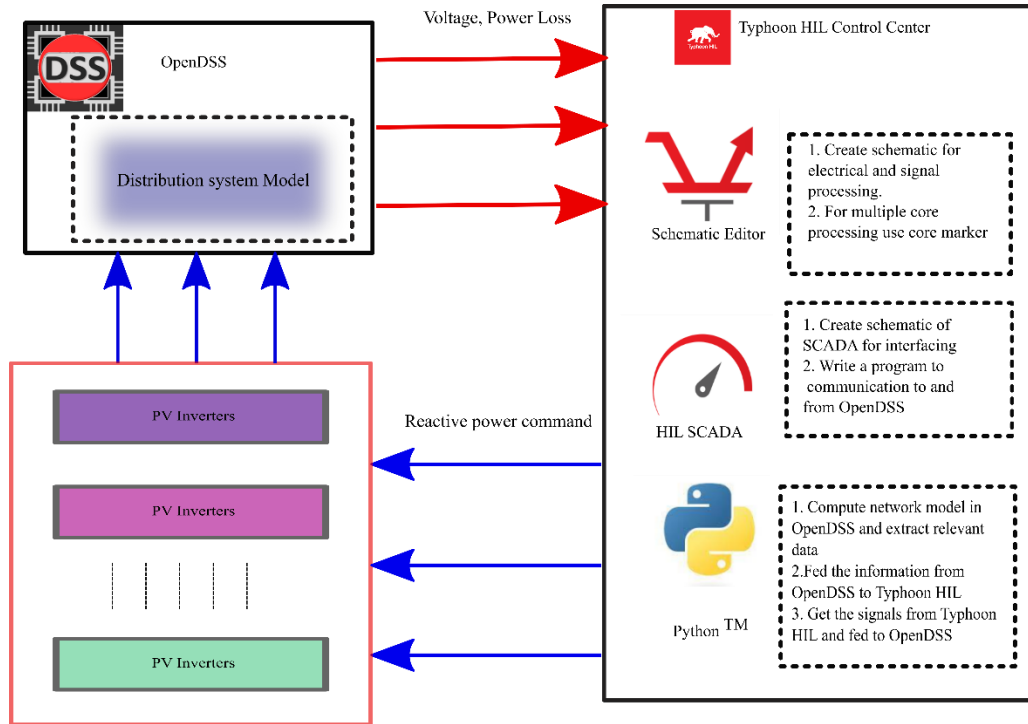 Voltage, Power Loss
DSS
OpenDSS
Distribution system Model
Typhoon HIL
Typhoon HIL Control Center
Schematic Editor
1. Create schematic for
electrical and signal
processing.
2. For multiple core
processing use core marker
HIL SCADA
1. Create schematic of
SCADA for interfacing
2. Write a program to
communication to and
from OpenDSS
Python TM
1. Compute network model in
OpenDSS and extract relevant
data
2.Fed the information from
OpenDSS to Typhoon HIL
3. Get the signals from Typhoon
HIL and fed to OpenDSS
Reactive power command
PV Inverters
PV Inverters
PV Inverters